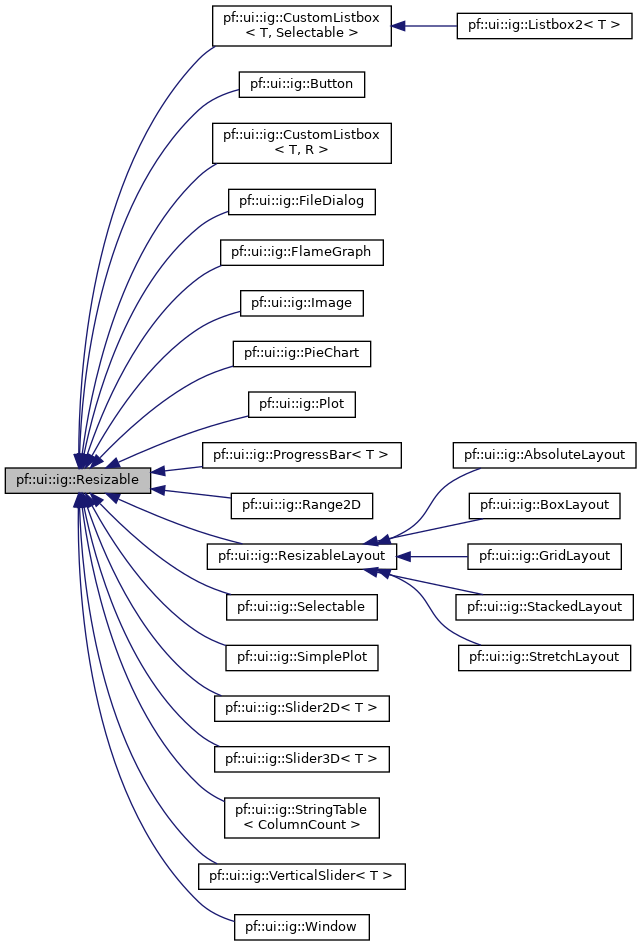 pf::ui::ig::CustomListbox
< T, Selectable >
pf::ui::ig::Listbox2< T >
pf::ui::ig::Button
pf::ui::ig::CustomListbox
< T, R >
pf::ui::ig::FileDialog
pf::ui::ig::FlameGraph
pf::ui::ig::Image
pf::ui::ig::PieChart
pf::ui::ig::Plot
pf::ui::ig::ProgressBar< T >
pf::ui::ig::AbsoluteLayout
pf::ui::ig::Resizable
pf::ui::ig::Range2D
pf::ui::ig::BoxLayout
pf::ui::ig::ResizableLayout
pf::ui::ig::GridLayout
pf::ui::ig::Selectable
pf::ui::ig::StackedLayout
pf::ui::ig::SimplePlot
pf::ui::ig::StretchLayout
pf::ui::ig::Slider2D< T >
pf::ui::ig::Slider3D< T >
pf::ui::ig::StringTable
< ColumnCount >
pf::ui::ig::VerticalSlider< T >
pf::ui::ig::Window